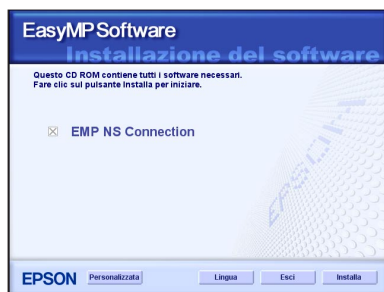 EasyMP Software
Installazione del software
Questo CD ROM contiene tutti i software necessari.
Fare clic sul pulsante Installa per iniziare.
EMP NS Connection
EPSON
EPSON Personalizzata Lingua Esci Installa